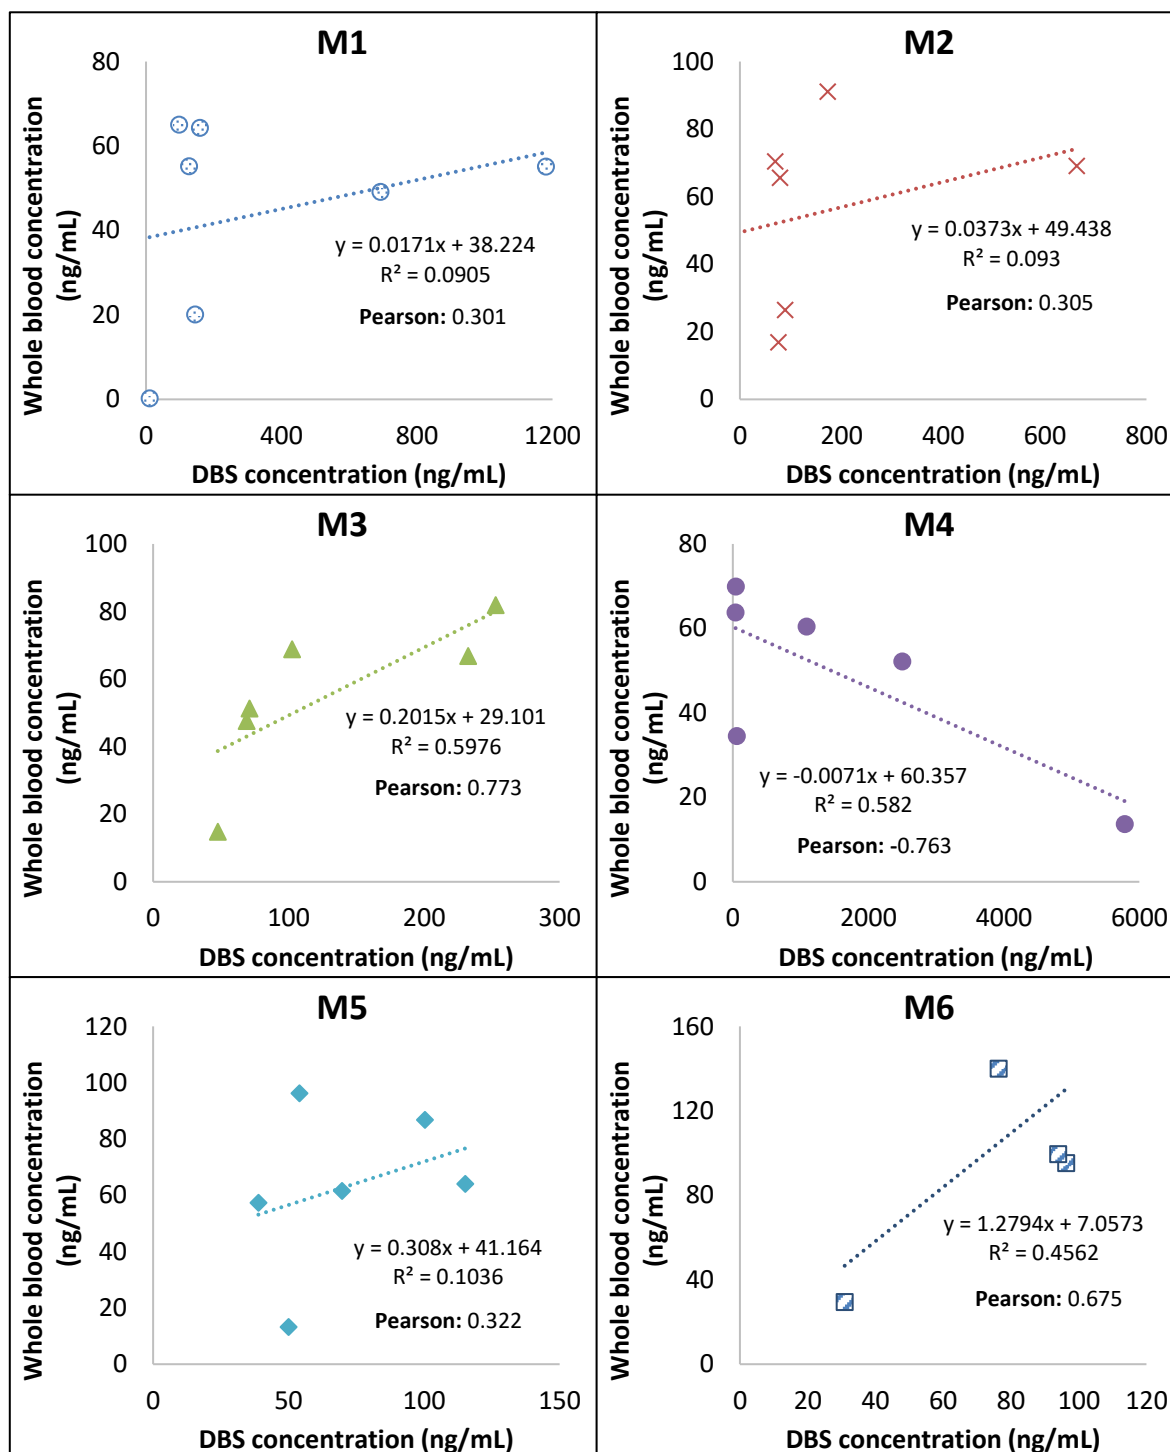 M1
Whole blood concentration
(ng/mL)
80
60
40
20
0
y = 0.0171x + 38.224
R² = 0.0905
Pearson: 0.301
0 400 800 1200
DBS concentration (ng/mL)
M2
Whole blood concentration
(ng/mL)
100
80
60
40
20
0
y = 0.0373x + 49.438
R² = 0.093
Pearson: 0.305
0 200 400 600 800
DBS concentration (ng/mL)
M3
Whole blood concentration
(ng/mL)
100
80
60
40
20
0
y = 0.2015x + 29.101
R² = 0.5976
Pearson: 0.773
0 100 200 300
DBS concentration (ng/mL)
M4
Whole blood concentration
(ng/mL)
80
60
40
20
0
y = -0.0071x + 60.357
R² = 0.582
Pearson: -0.763
0 2000 4000 6000
DBS concentration (ng/mL)
M5
Whole blood concentration
(ng/mL)
120
100
80
60
40
20
0
y = 0.308x + 41.164
R² = 0.1036
Pearson: 0.322
0 50 100 150
DBS concentration (ng/mL)
M6
Whole blood concentration
(ng/mL)
160
120
80
40
0
y = 1.2794x + 7.0573
R² = 0.4562
Pearson: 0.675
0 20 40 60 80 100 120
DBS concentration (ng/mL)